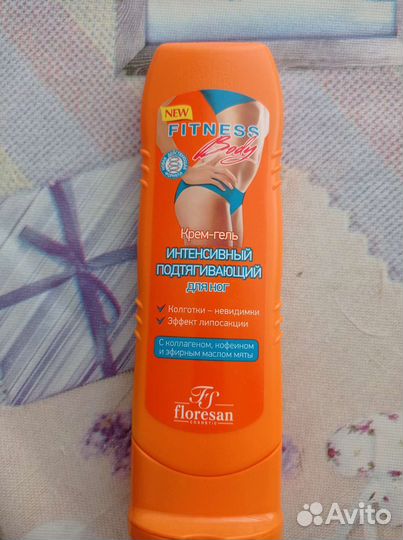 NEW
FITNESS
Body
Крем-гель
ИНТЕНСИВНЫЙ
ПОДТЯГИВАЮЩИЙ
для ног
Колготки – невидимки
Эффект липосакции
С коллагеном, кофеином
и эфирным маслом мяты
FS
floresan
COSMETIC
Avito